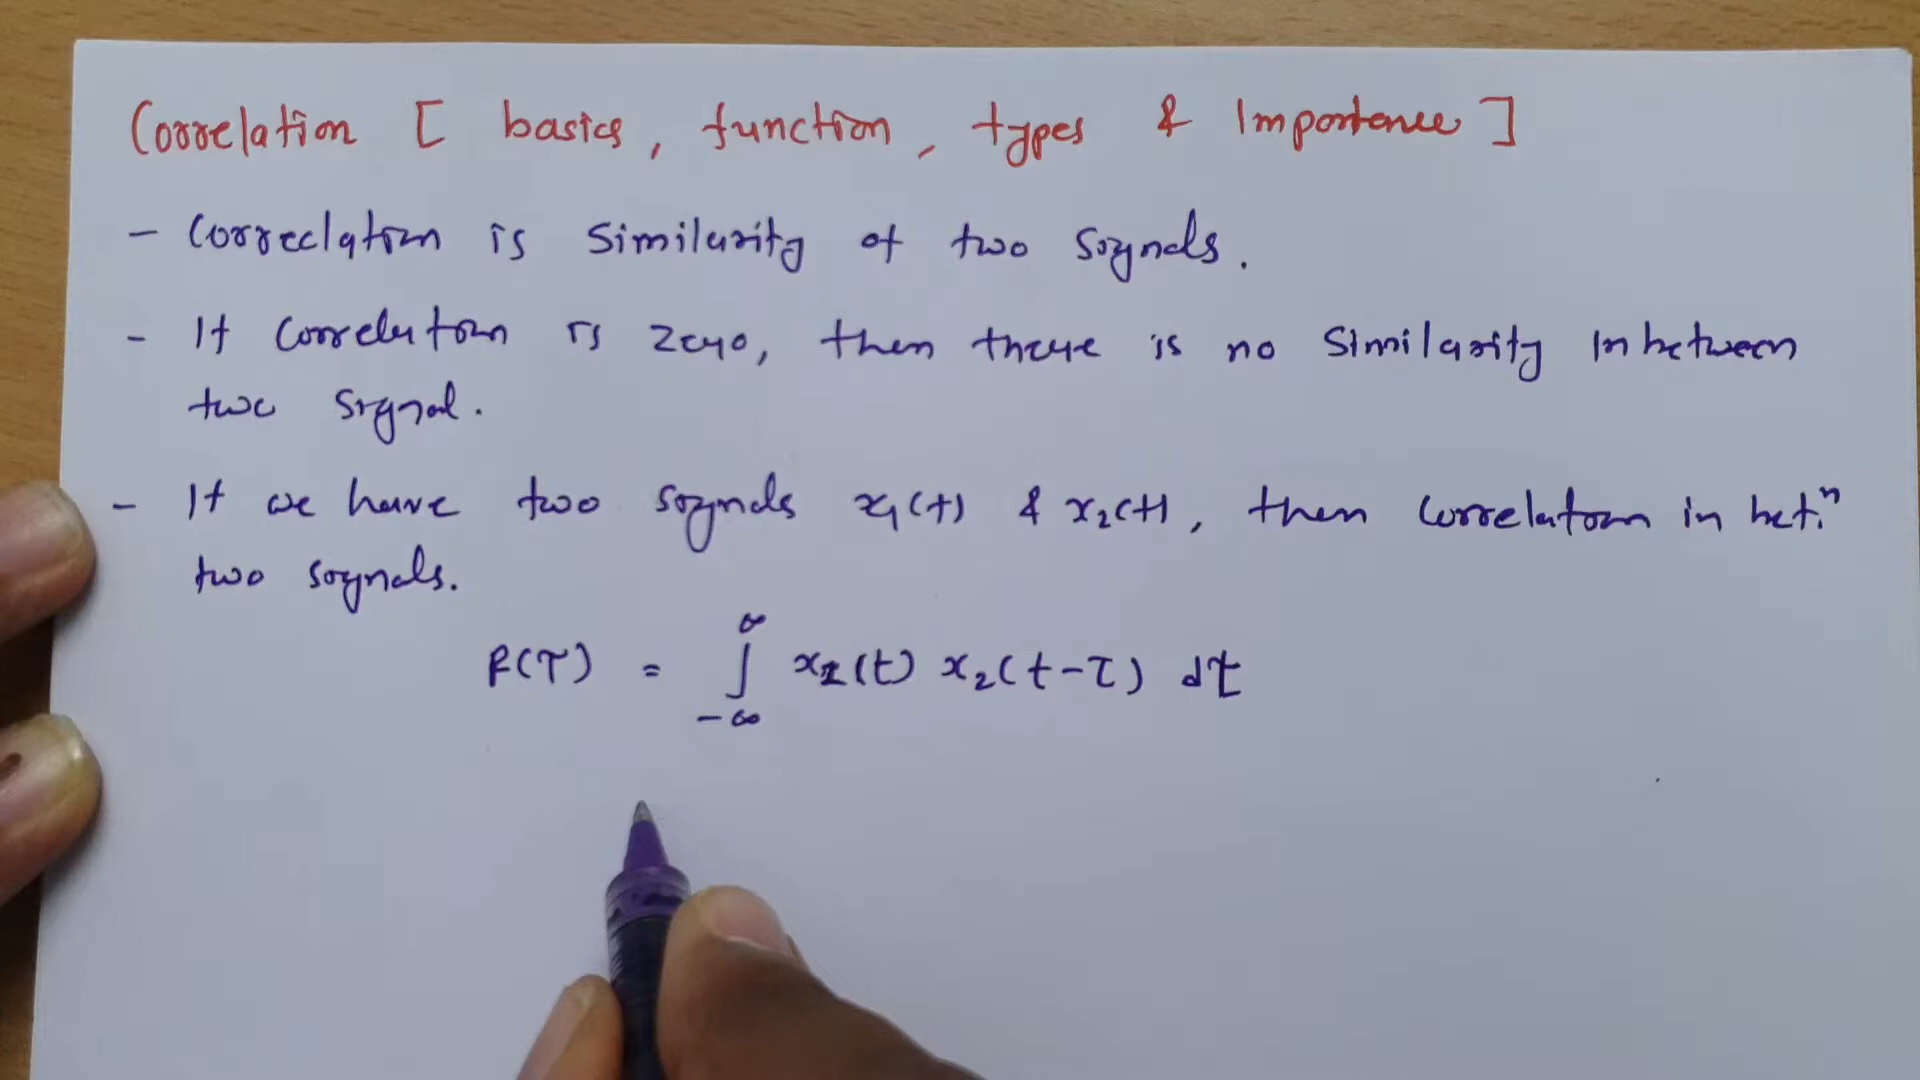 Correlation [ basics, function, types & Importance ]
- Correclation is similarity of two signals.
- If Correlation is zero, then there is no similarity in between
two signal.
- If we have two signals x₁(t) & x₂(t), then correlation in betⁿ
two signals.
R(τ) = ∫_{-∞}^{∞} x₁(t) x₂(t-τ) dt